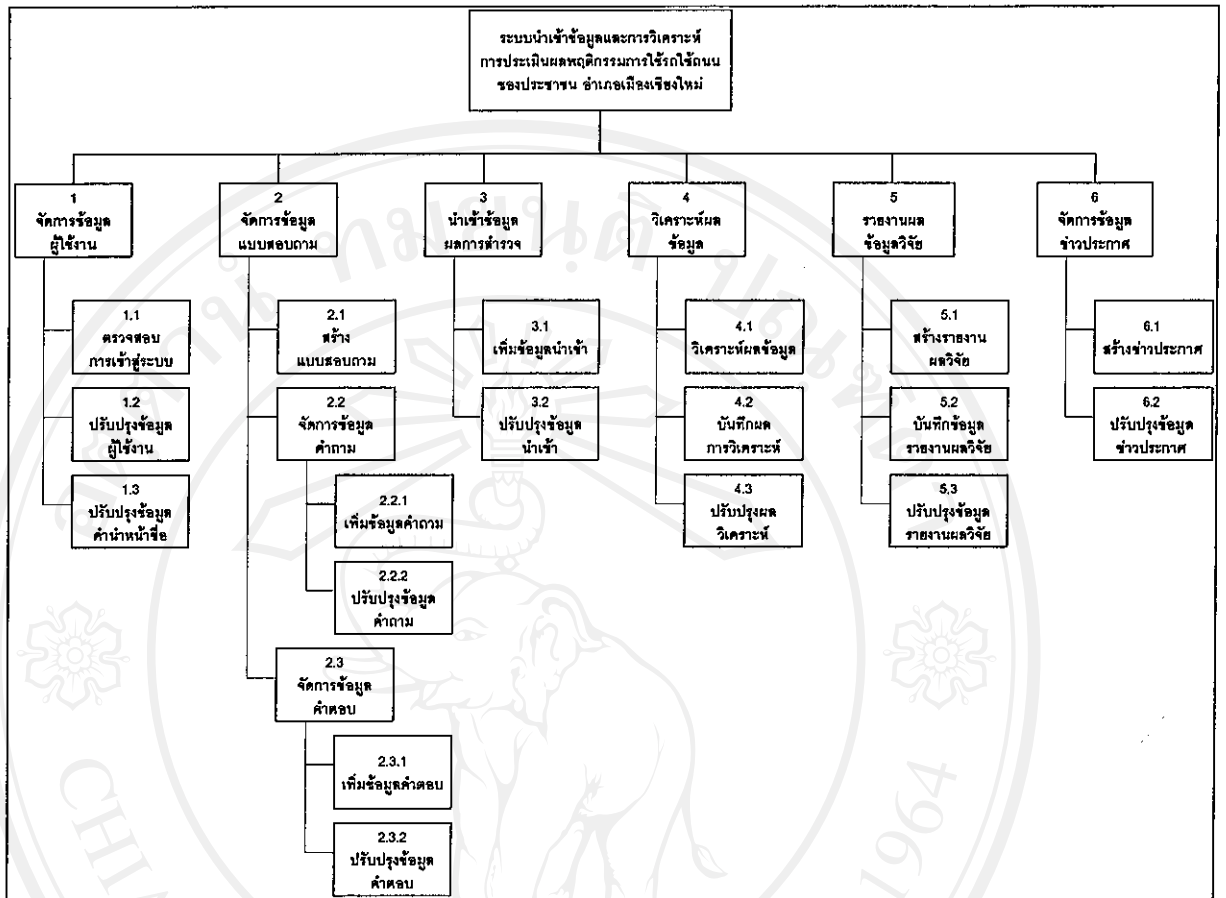 ระบบนำเข้าข้อมูลและการวิเคราะห์
การประเมินผลพฤติกรรมการใช้รถใช้ถนน
ของประชาชน อำเภอเมืองเชียงใหม่
1
จัดการข้อมูล
ผู้ใช้งาน
2
จัดการข้อมูล
แบบสอบถาม
3
นำเข้าข้อมูล
ผลการสำรวจ
4
วิเคราะห์ผล
ข้อมูล
5
รายงานผล
ข้อมูลวิจัย
6
จัดการข้อมูล
ข่าวประกาศ
1.1
ตรวจสอบ
การเข้าสู่ระบบ
1.2
ปรับปรุงข้อมูล
ผู้ใช้งาน
1.3
ปรับปรุงข้อมูล
คำนำหน้าชื่อ
2.1
สร้าง
แบบสอบถาม
2.2
จัดการข้อมูล
คำถาม
2.2.1
เพิ่มข้อมูลคำถาม
2.2.2
ปรับปรุงข้อมูล
คำถาม
2.3
จัดการข้อมูล
คำตอบ
2.3.1
เพิ่มข้อมูลคำตอบ
2.3.2
ปรับปรุงข้อมูล
คำตอบ
3.1
เพิ่มข้อมูลนำเข้า
3.2
ปรับปรุงข้อมูล
นำเข้า
4.1
วิเคราะห์ผลข้อมูล
4.2
บันทึกผล
การวิเคราะห์
4.3
ปรับปรุงผล
วิเคราะห์
5.1
สร้างรายงาน
ผลวิจัย
5.2
บันทึกข้อมูล
รายงานผลวิจัย
5.3
ปรับปรุงข้อมูล
รายงานผลวิจัย
6.1
สร้างข่าวประกาศ
6.2
ปรับปรุงข้อมูล
ข่าวประกาศ
1964